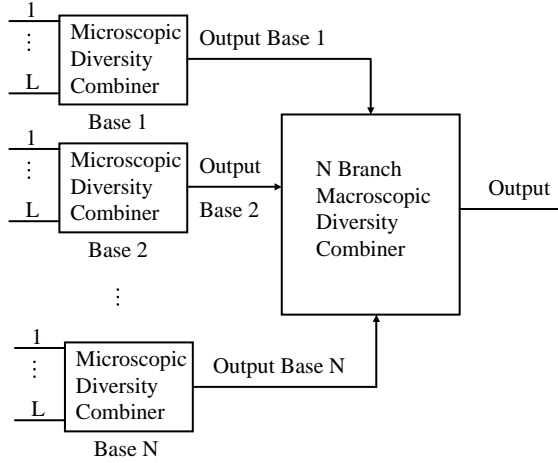 1
⋮
L
Microscopic
Diversity
Combiner
Base 1
Output Base 1
1
⋮
L
Microscopic
Diversity
Combiner
Base 2
Output
Base 2
⋮
1
⋮
L
Microscopic
Diversity
Combiner
Base N
Output Base N
N Branch
Macroscopic
Diversity
Combiner
Output